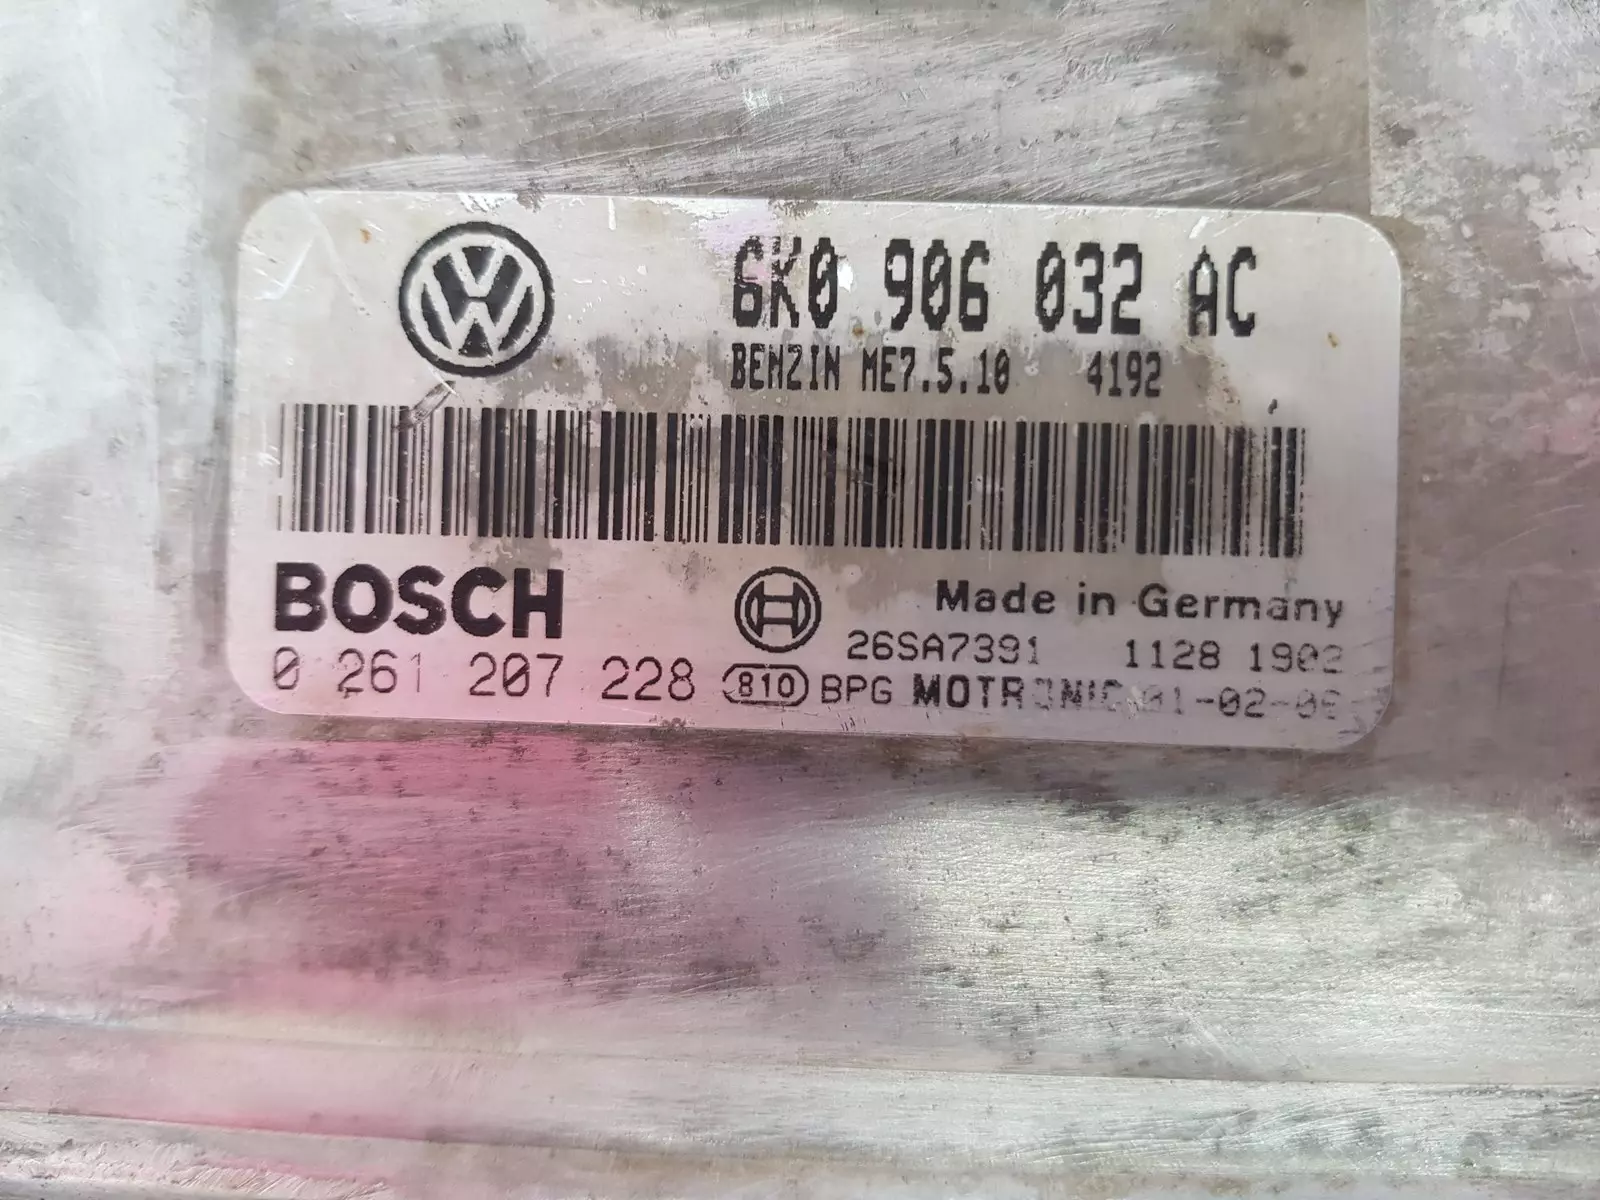 6K0 906 032 AC
BENZIN ME7.5.10 4192
BOSCH
Made in Germany
26SA7391 1128 1902
0 261 207 228 810 BPG MOTRONIC